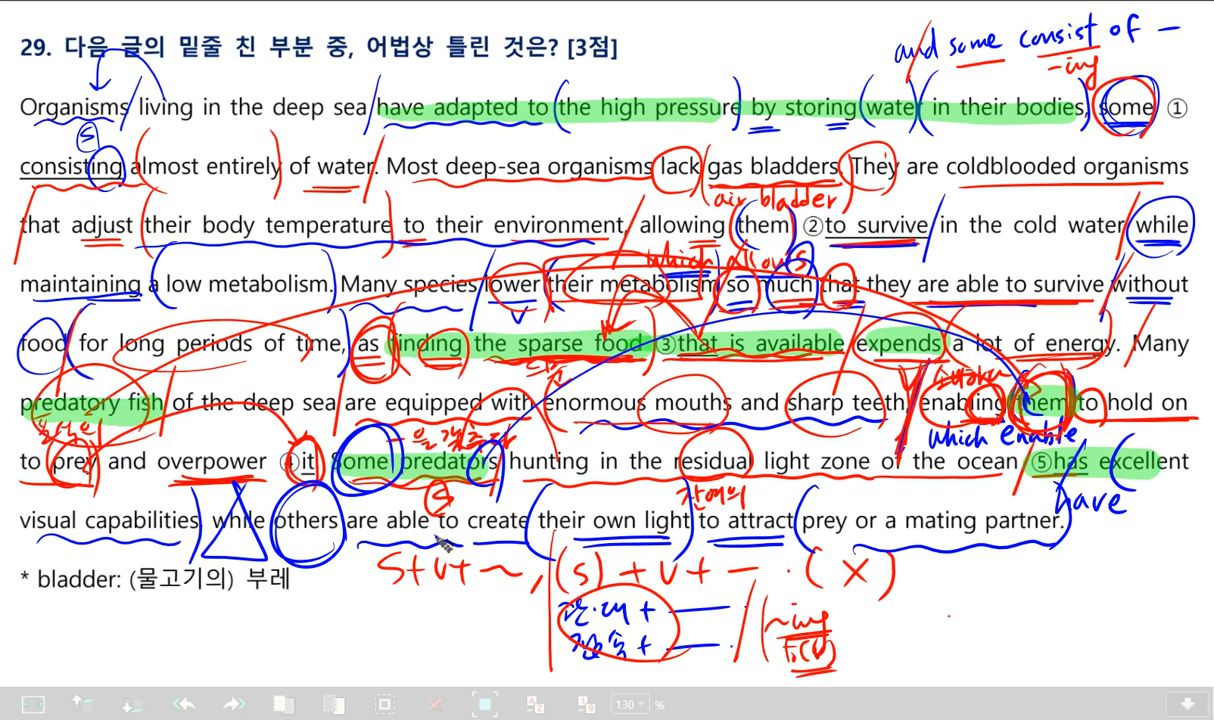 29. 다음 글의 밑줄 친 부분 중, 어법상 틀린 것은? [3점]
and some consist of –
-ing
Organisms living in the deep sea have adapted to the high pressure by storing water in their bodies, some ①
S
consisting almost entirely of water. Most deep-sea organisms lack gas bladders. They are coldblooded organisms
(air bladder)
that adjust their body temperature to their environment, allowing them ②to survive in the cold water while
which allow(s)
maintaining a low metabolism. Many species lower their metabolism so much that they are able to survive without
V
food for long periods of time, as finding the sparse food ③that is available expends a lot of energy. Many
predatory fish of the deep sea are equipped with enormous mouths and sharp teeth, enabling them to hold on
을 갖추다
which enable
to prey and overpower ④it. Some predators hunting in the residual light zone of the ocean ⑤has excellent
S
잔여의
have
visual capabilities, while others are able to create their own light to attract prey or a mating partner.
S+V+~, (S)+V+–. (X)
* bladder: (물고기의) 부레
~ing
130 %